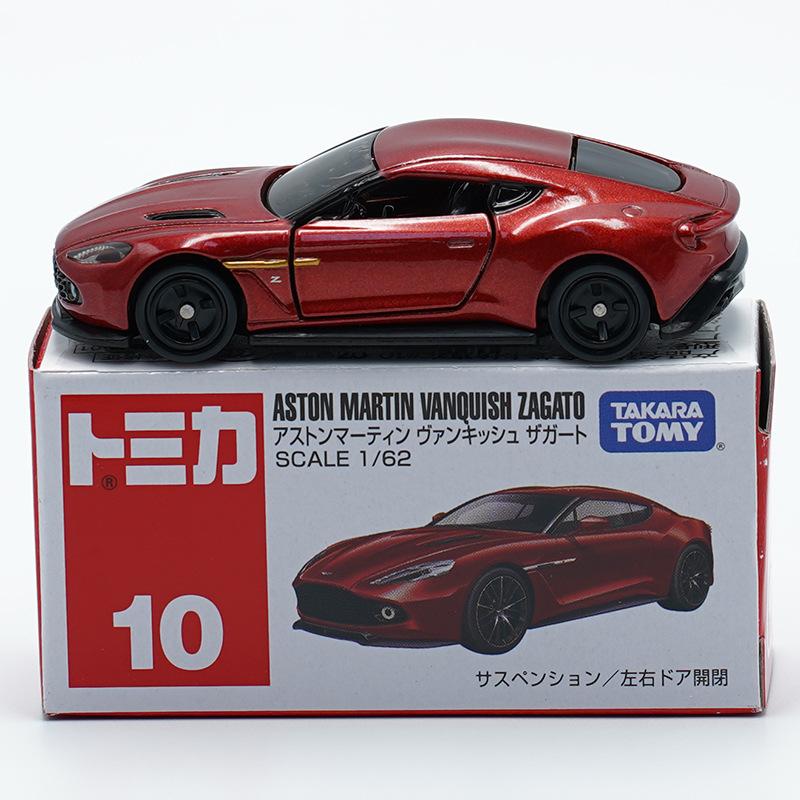 Z
トミカ
®
10
ASTON MARTIN VANQUISH ZAGATO
アストンマーティン ヴァンキッシュ ザガート
SCALE 1/62
TAKARA
TOMY
®
サスペンション/左右ドア開閉